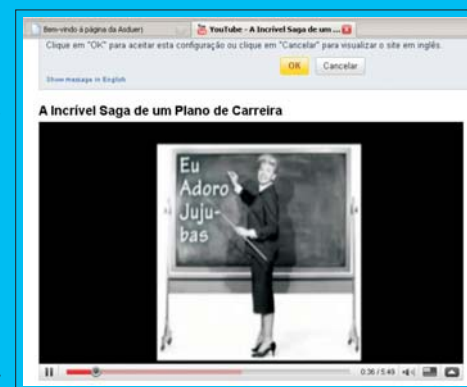 Bem-vindo à página da Asduerj
YouTube - A Incrível Saga de um ...
Clique em "OK" para aceitar esta configuração ou clique em "Cancelar" para visualizar o site em inglês.
OK
Cancelar
Show message in English
A Incrível Saga de um Plano de Carreira
Eu
Adoro
Juju-
bas
0:36 / 5:49